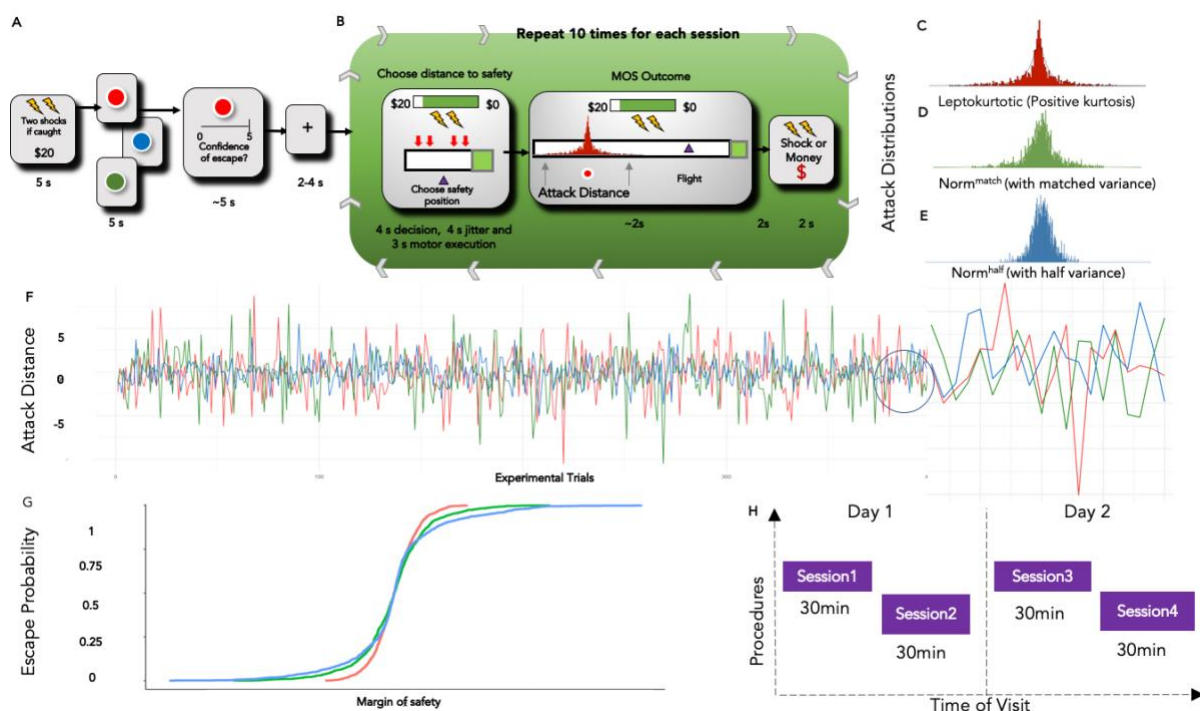 A
Two shocks
if caught
$20
5 s
5 s
0 5
Confidence
of escape?
~5 s
+
2-4 s
B
Repeat 10 times for each session
Choose distance to safety
$20 $0
Choose safety
position
4 s decision, 4 s jitter and
3 s motor execution
MOS Outcome
$20 $0
Attack Distance
Flight
~2s
2s
Shock or
Money
$
2 s
Attack Distributions
C
Leptokurtotic (Positive kurtosis)
D
Norm^match (with matched variance)
E
Norm^half (with half variance)
F
Attack Distance
5
0
-5
0 100 300
Experimental Trials
G
Escape Probability
1
0.75
0.5
0.25
0
Margin of safety
H
Procedures
Day 1
Day 2
Session1
30min
Session2
30min
Session3
30min
Session4
30min
Time of Visit